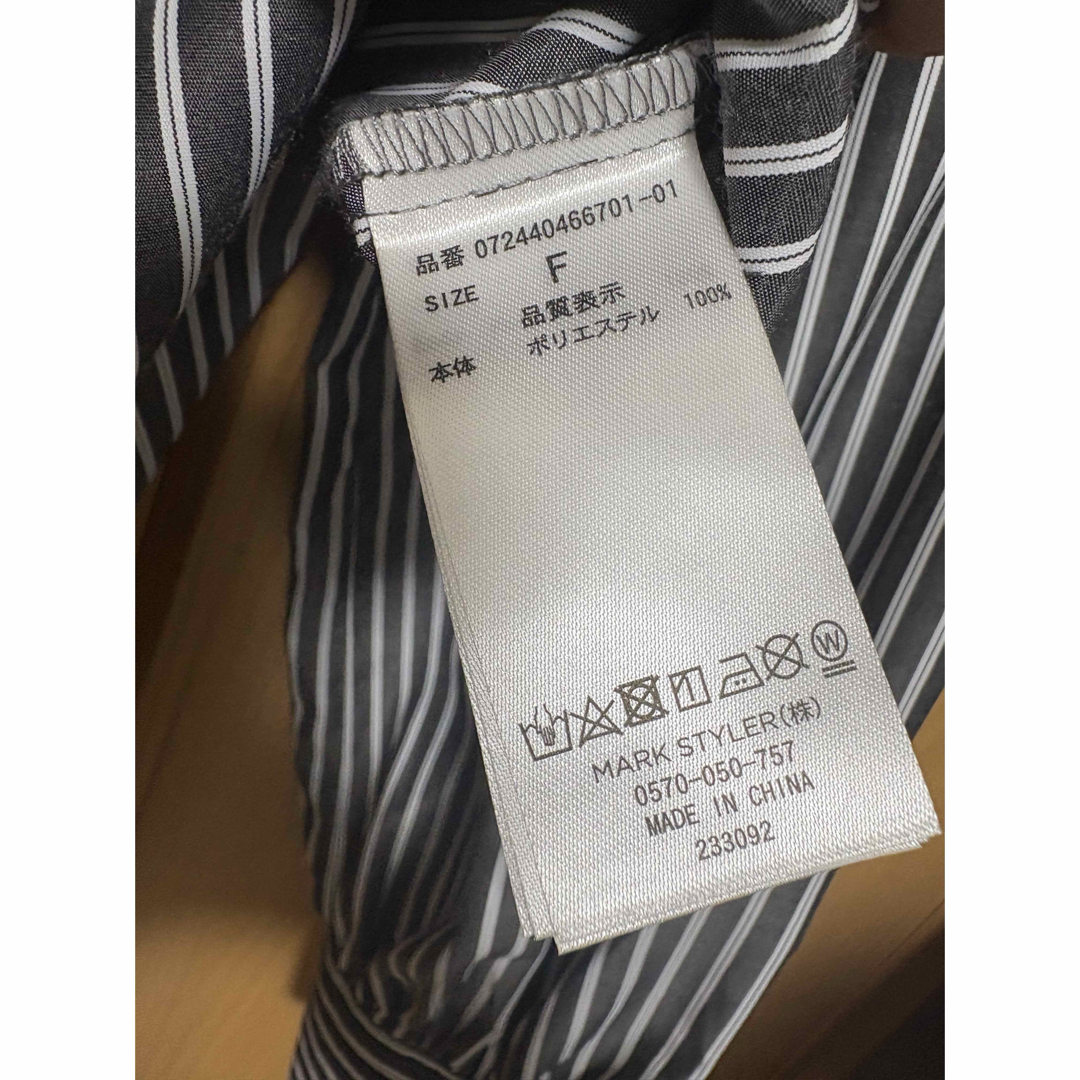 品番 072440466701-01
SIZE F
品質表示
本体 ポリエステル 100%
MARK STYLER(株)
0570-050-757
MADE IN CHINA
233092